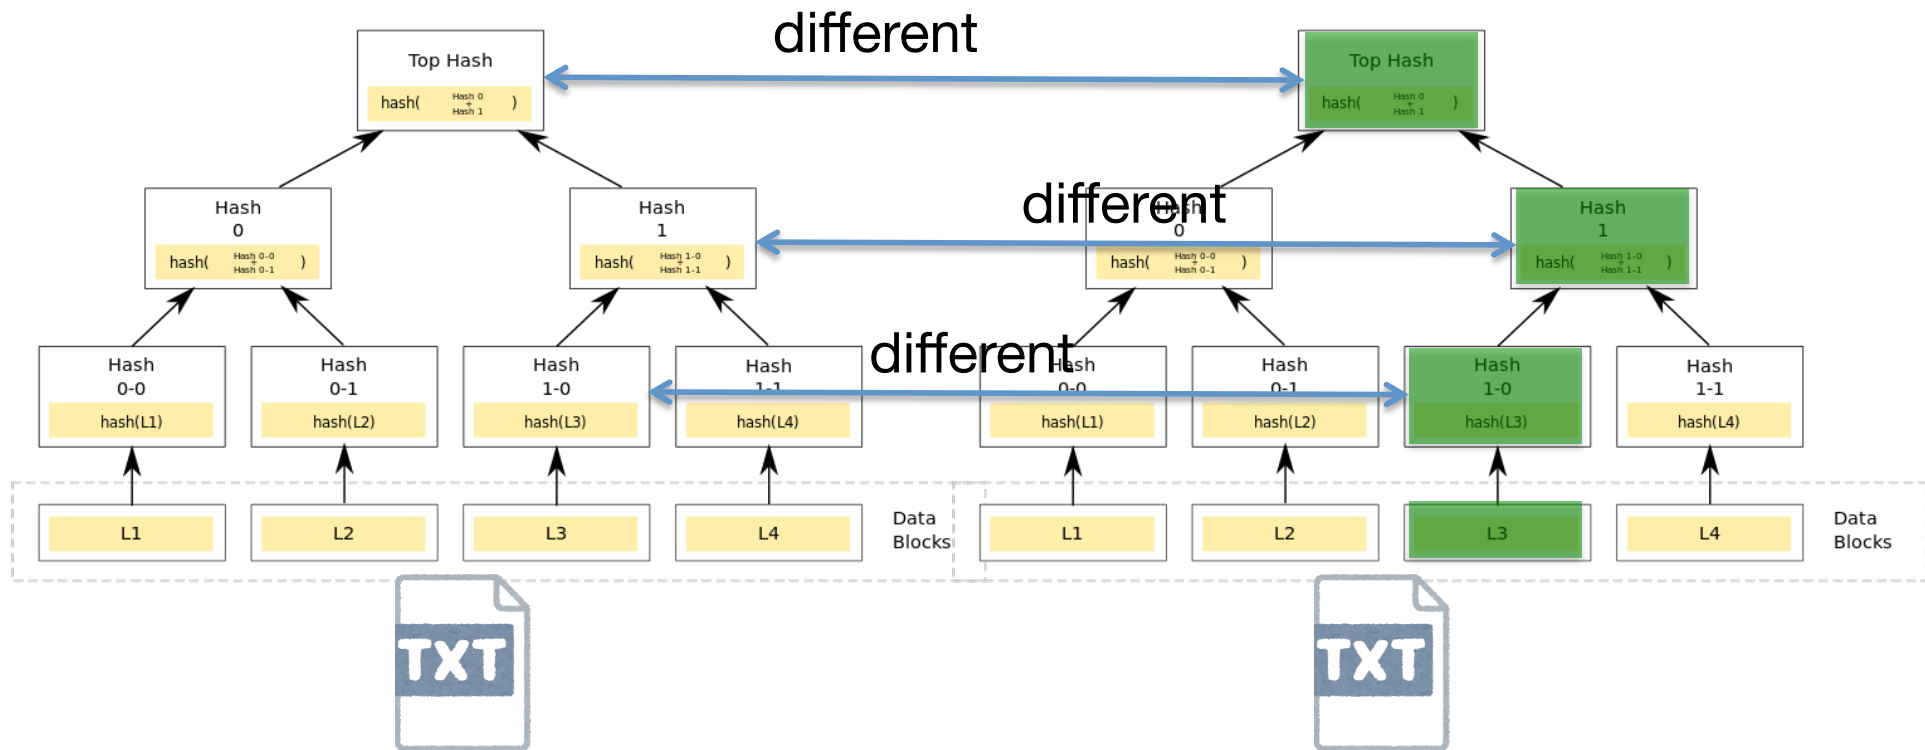 different
Top Hash
hash( Hash 0 + Hash 1 )
Top Hash
hash( Hash 0 + Hash 1 )
different
Hash
0
hash( Hash 0-0 + Hash 0-1 )
Hash
1
hash( Hash 1-0 + Hash 1-1 )
Hash
0
hash( Hash 0-0 + Hash 0-1 )
Hash
1
hash( Hash 1-0 + Hash 1-1 )
different
Hash
0-0
hash(L1)
Hash
0-1
hash(L2)
Hash
1-0
hash(L3)
Hash
1-1
hash(L4)
Hash
0-0
hash(L1)
Hash
0-1
hash(L2)
Hash
1-0
hash(L3)
Hash
1-1
hash(L4)
L1
L2
L3
L4
Data
Blocks
L1
L2
L3
L4
Data
Blocks
TXT
TXT